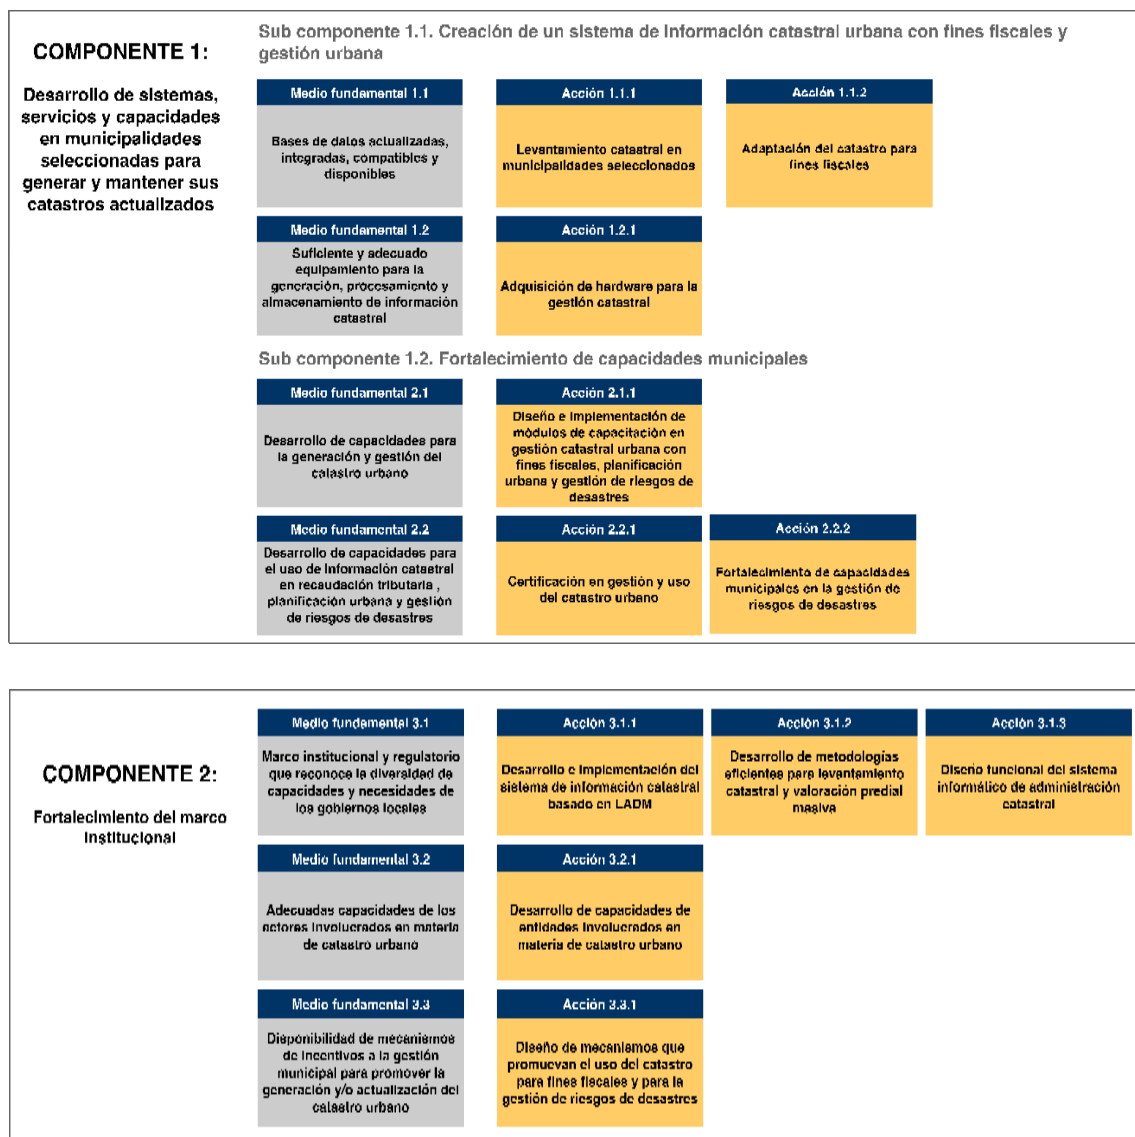 COMPONENTE 1:
Desarrollo de sistemas,
servicios y capacidades
en municipalidades
seleccionadas para
generar y mantener sus
catastros actualizados
Sub componente 1.1. Creación de un sistema de información catastral urbana con fines fiscales y
gestión urbana
Medio fundamental 1.1
Bases de datos actualizadas,
integradas, compatibles y
disponibles
Acción 1.1.1
Levantamiento catastral en
municipalidades seleccionados
Acción 1.1.2
Adaptación del catastro para
fines fiscales
Medio fundamental 1.2
Suficiente y adecuado
equipamiento para la
generación, procesamiento y
almacenamiento de información
catastral
Acción 1.2.1
Adquisición de hardware para la
gestión catastral
Sub componente 1.2. Fortalecimiento de capacidades municipales
Medio fundamental 2.1
Desarrollo de capacidades para
la generación y gestión del
catastro urbano
Acción 2.1.1
Diseño e implementación de
módulos de capacitación en
gestión catastral urbana con
fines fiscales, planificación
urbana y gestión de riesgos de
desastres
Medio fundamental 2.2
Desarrollo de capacidades para
el uso de información catastral
en recaudación tributaria ,
planificación urbana y gestión
de riesgos de desastres
Acción 2.2.1
Certificación en gestión y uso
del catastro urbano
Acción 2.2.2
Fortalecimiento de capacidades
municipales en la gestión de
riesgos de desastres
COMPONENTE 2:
Fortalecimiento del marco
institucional
Medio fundamental 3.1
Marco institucional y regulatorio
que reconoce la diversidad de
capacidades y necesidades de
los gobiernos locales
Acción 3.1.1
Desarrollo e implementación del
sistema de información catastral
basado en LADM
Acción 3.1.2
Desarrollo de metodologías
eficientes para levantamiento
catastral y valoración predial
masiva
Acción 3.1.3
Diseño funcional del sistema
informático de administración
catastral
Medio fundamental 3.2
Adecuadas capacidades de los
actores involucrados en materia
de catastro urbano
Acción 3.2.1
Desarrollo de capacidades de
entidades involucrados en
materia de catastro urbano
Medio fundamental 3.3
Disponibilidad de mecanismos
de incentivos a la gestión
municipal para promover la
generación y/o actualización del
catastro urbano
Acción 3.3.1
Diseño de mecanismos que
promuevan el uso del catastro
para fines fiscales y para la
gestión de riesgos de desastres